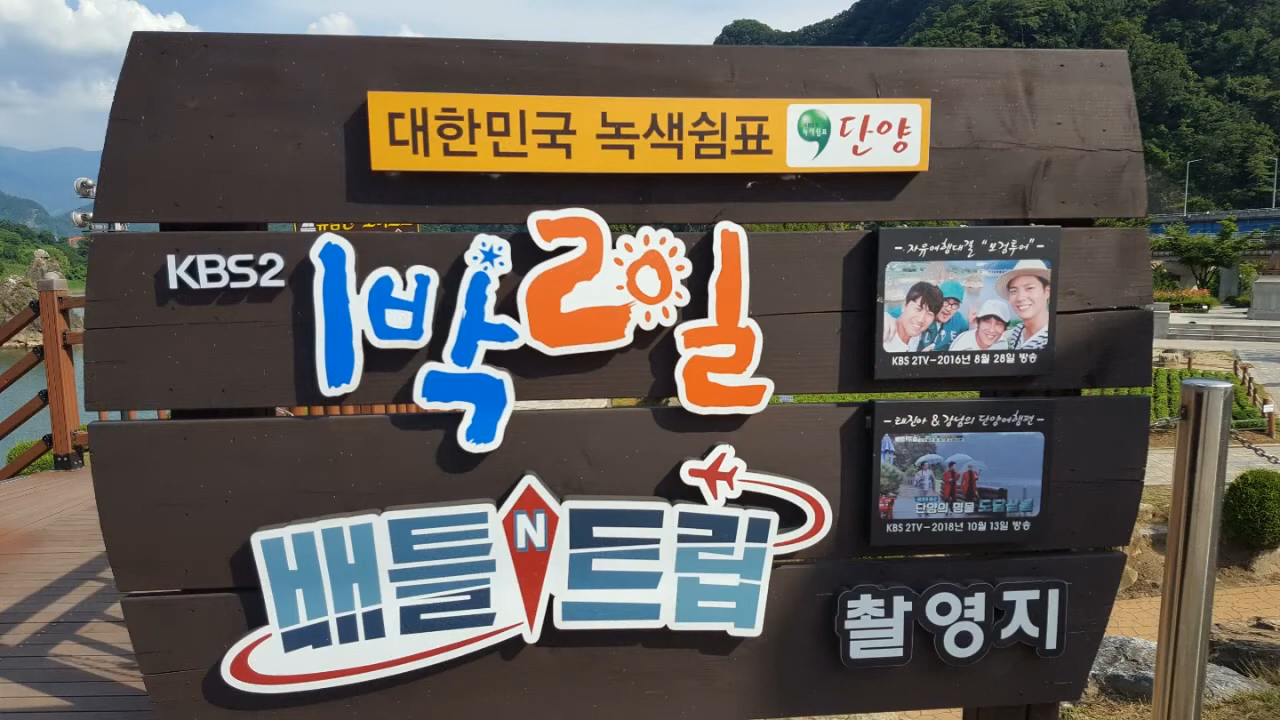 대한민국 녹색쉼표 단양
KBS2 1박2일
- 자유여행대결 "보검투어" -
KBS 2TV-2016년 8월 28일 방송
배틀 N 트립
- 태진아 & 강남의 단양여행편 -
단양의 명물 도담삼봉
KBS 2TV-2018년 10월 13일 방송
촬영지